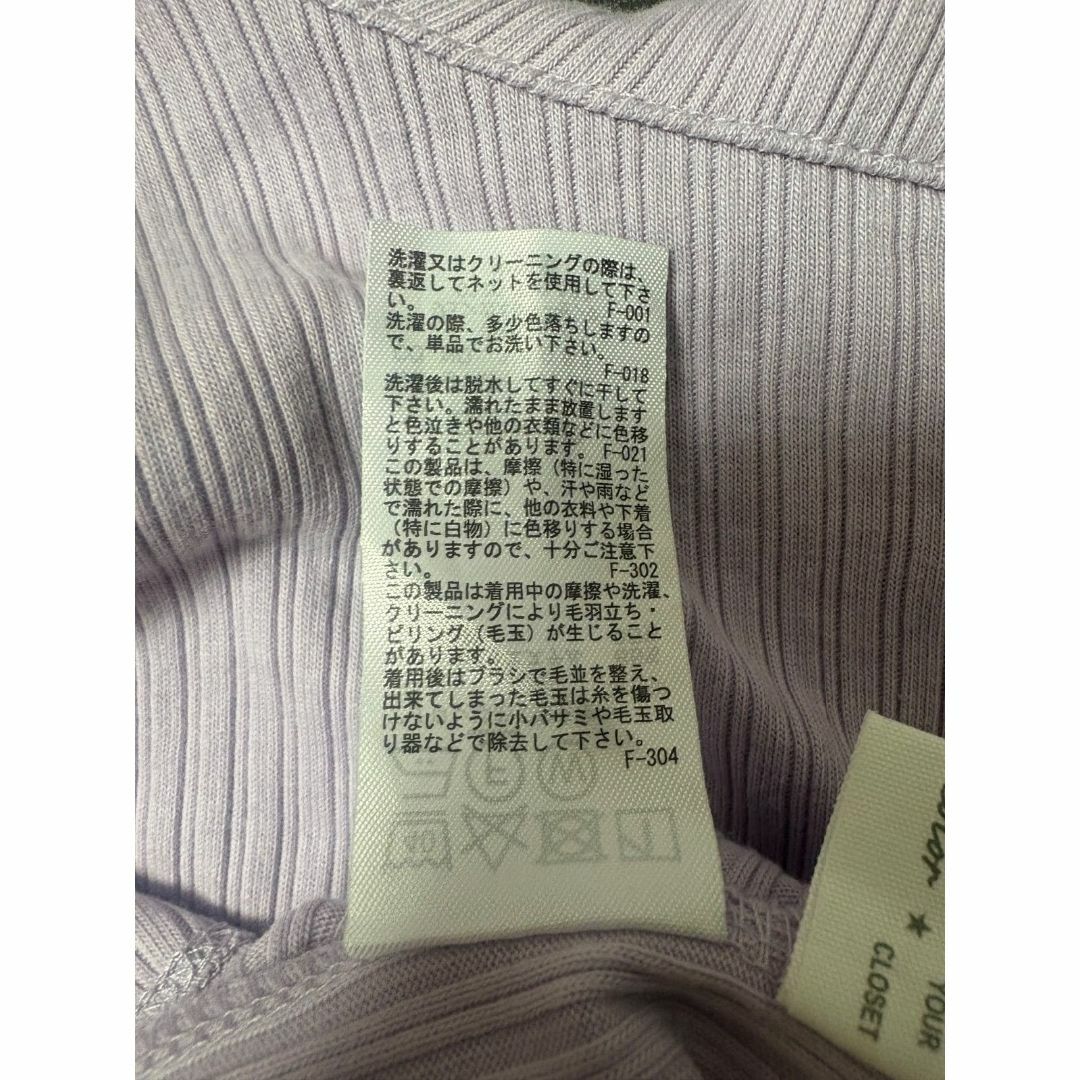 洗濯又はクリーニングの際は、
裏返してネットを使用して下さ
い。 F-001
洗濯の際、多少色落ちしますの
で、単品でお洗い下さい。
F-018
洗濯後は脱水してすぐに干して
下さい。濡れたまま放置します
と色泣きや他の衣類などに色移
りすることがあります。 F-021
この製品は、摩擦（特に湿った
状態での摩擦）や、汗や雨など
で濡れた際に、他の衣料や下着
（特に白物）に色移りする場合
がありますので、十分ご注意下
さい。 F-302
この製品は着用中の摩擦や洗濯、
クリーニングにより毛羽立ち・
ピリング（毛玉）が生じること
があります。
着用後はブラシで毛並を整え、
出来てしまった毛玉は糸を傷つ
けないように小バサミや毛玉取
り器などで除去して下さい。
F-304
YOUR
CLOSET